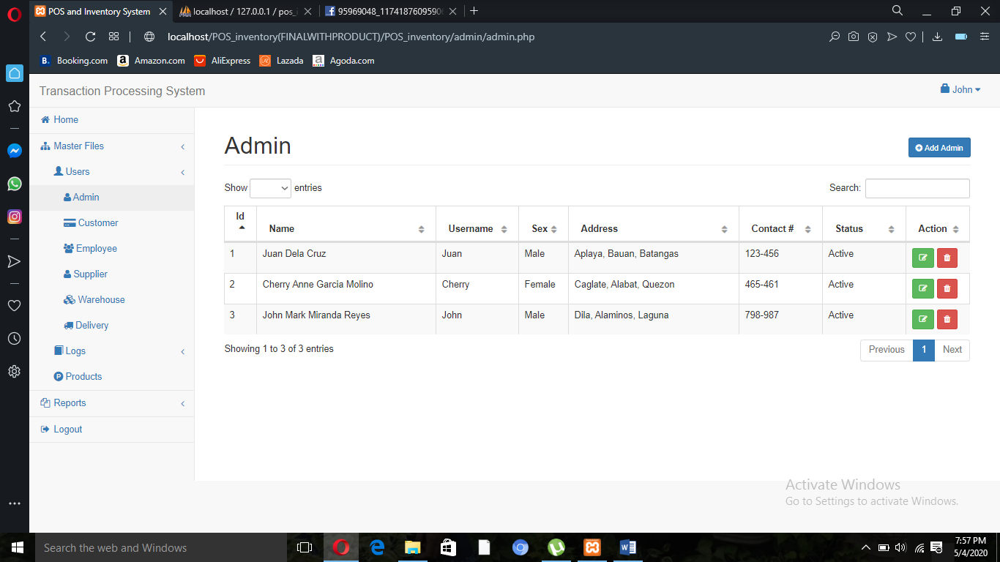 POS and Inventory System
localhost / 127.0.0.1 / pos_i
95969048_11741876095906
localhost/POS_inventory(FINALWITHPRODUCT)/POS_inventory/admin/admin.php
B. Booking.com
a Amazon.com
AliExpress
Lazada
a Agoda.com
Transaction Processing System
John
Home
Master Files
Users
Admin
Customer
Employee
Supplier
Warehouse
Delivery
Logs
Products
Reports
Logout
Admin
Add Admin
Show entries
Search:
Id Name Username Sex Address Contact # Status Action
1 Juan Dela Cruz Juan Male Aplaya, Bauan, Batangas 123-456 Active
2 Cherry Anne Garcia Molino Cherry Female Caglate, Alabat, Quezon 465-461 Active
3 John Mark Miranda Reyes John Male Dila, Alaminos, Laguna 798-987 Active
Showing 1 to 3 of 3 entries
Previous 1 Next
Activate Windows
Go to Settings to activate Windows.
Search the web and Windows
7:57 PM
5/4/2020